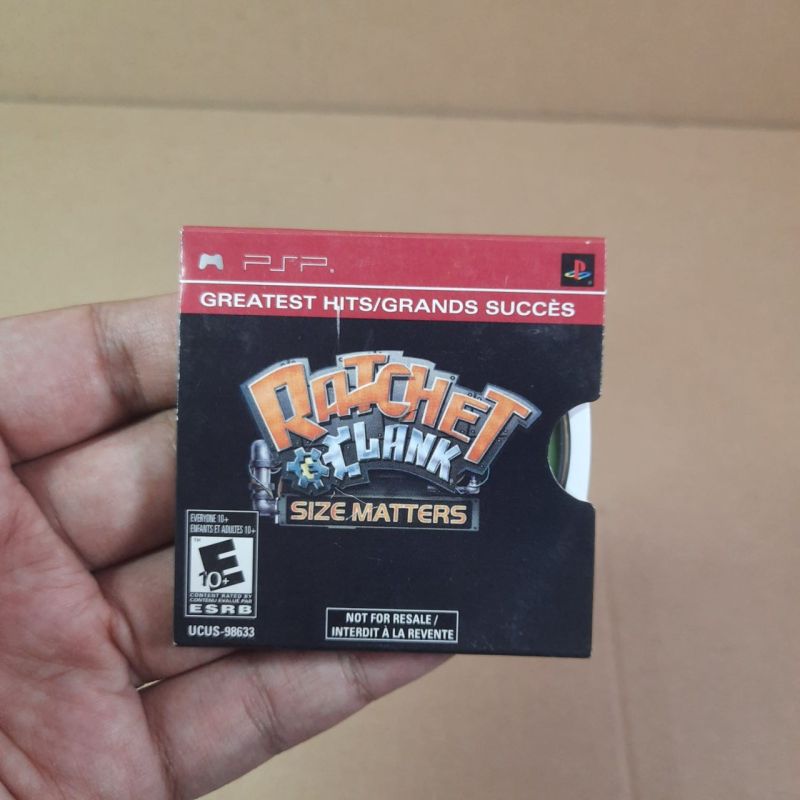 PSP.
GREATEST HITS/GRANDS SUCCÈS
RATCHET
& CLANK
SIZE MATTERS
EVERYONE 10+
ENFANTS ET ADULTES 10+
TM
E
10+
CONTENT RATED BY
CONTENU ÉVALUÉ PAR
ESRB
UCUS-98633
NOT FOR RESALE /
INTERDIT À LA REVENTE